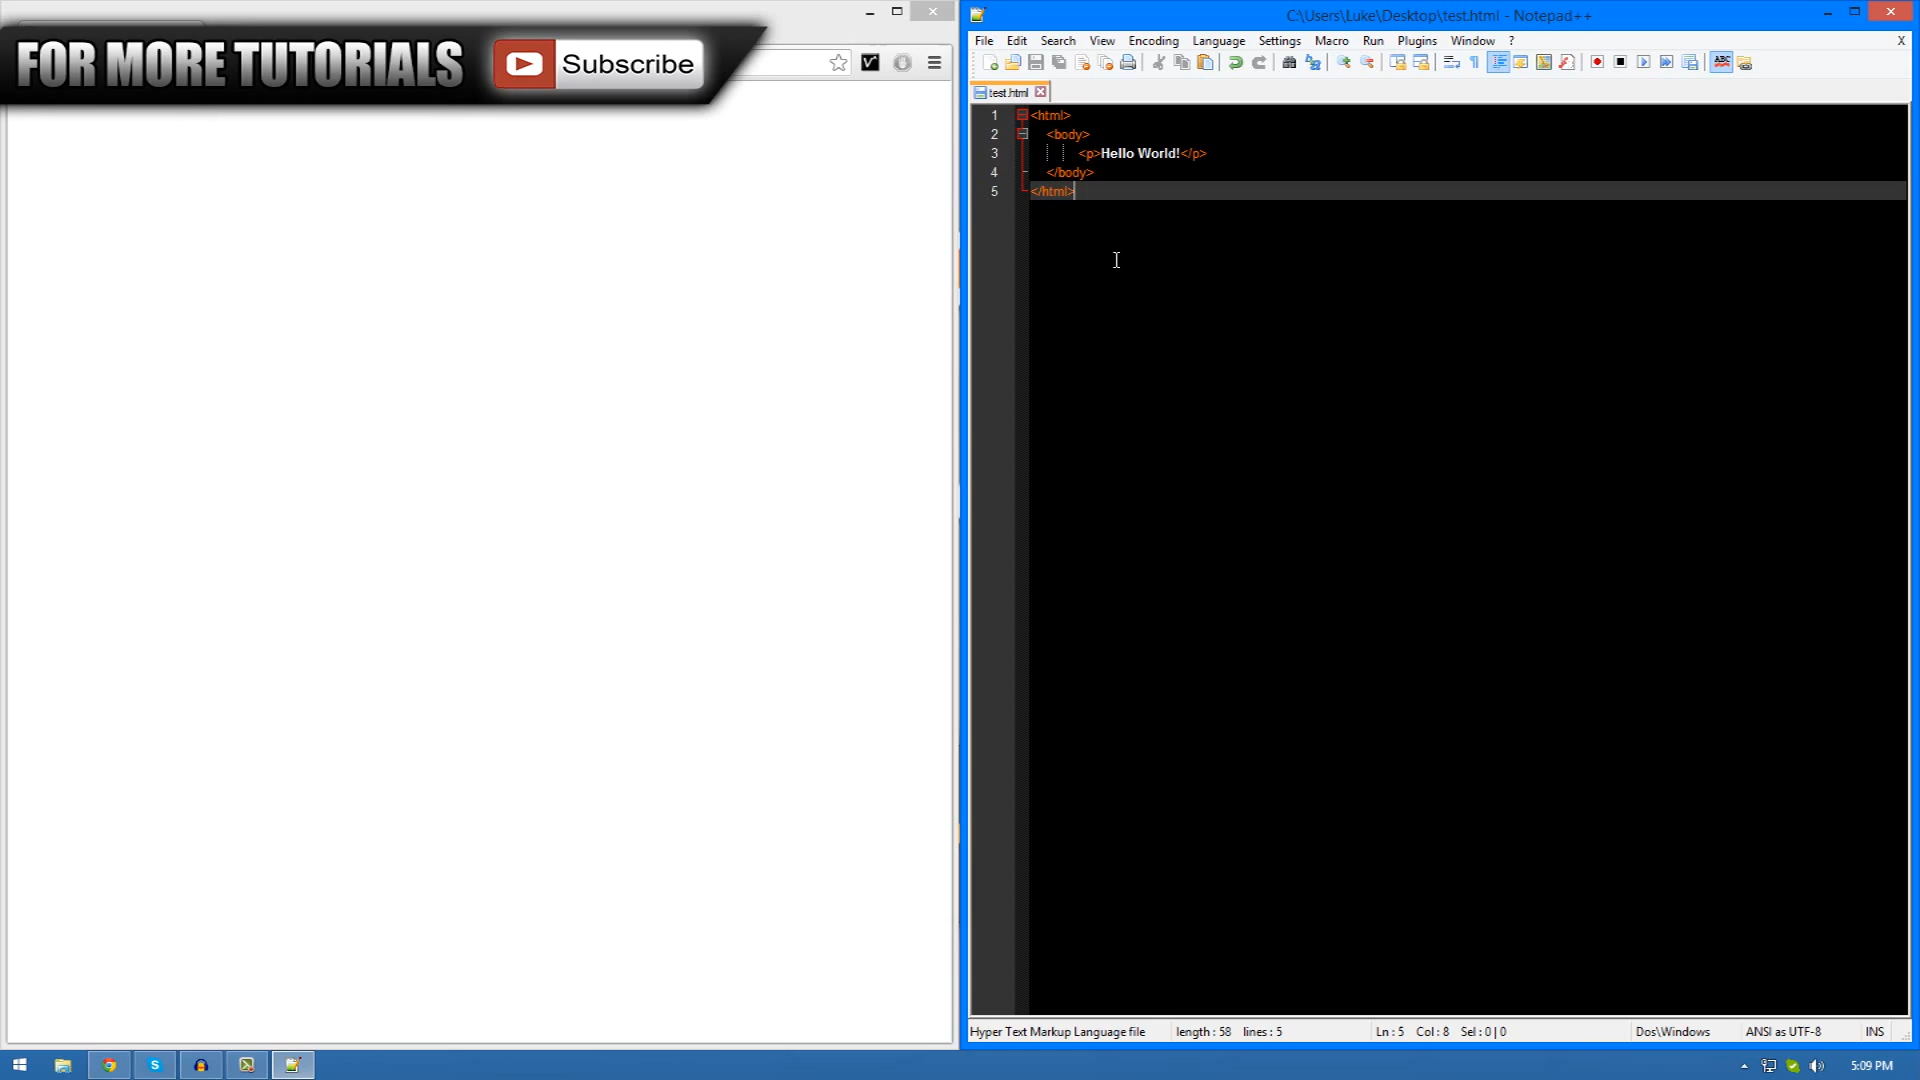 FOR MORE TUTORIALS
Subscribe
C:\Users\Luke\Desktop\test.html - Notepad++
File Edit Search View Encoding Language Settings Macro Run Plugins Window ?
X
test.html
1 <html>
2 <body>
3 <p>Hello World!</p>
4 </body>
5 </html>
Hyper Text Markup Language file length : 58 lines : 5 Ln : 5 Col : 8 Sel : 0 | 0 Dos\Windows ANSI as UTF-8 INS
5:09 PM